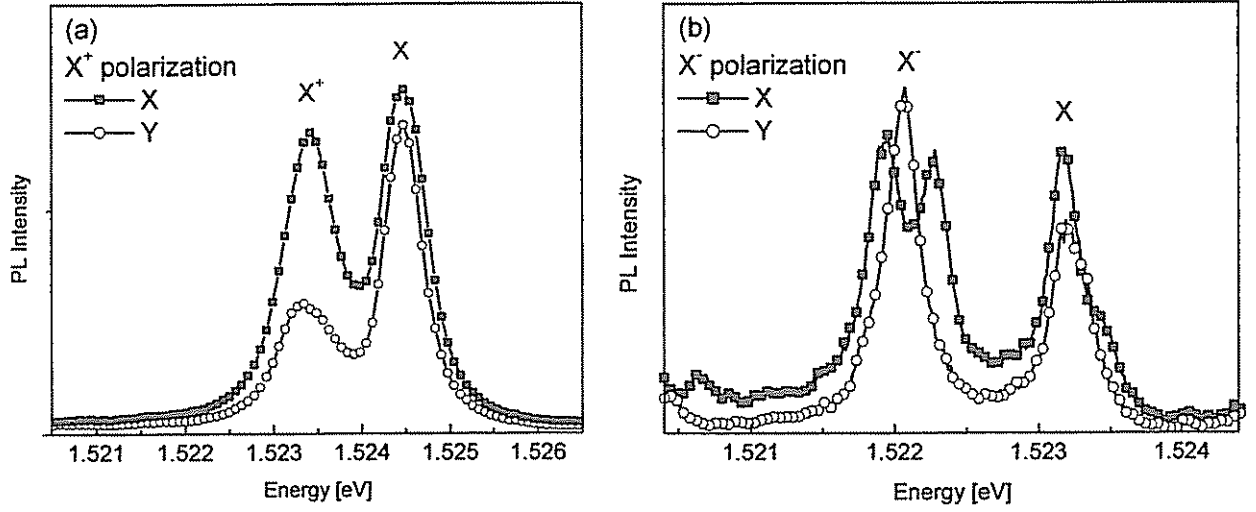 (a)
X⁺ polarization
X
Y
X⁺
X
PL Intensity
1.521 1.522 1.523 1.524 1.525 1.526
Energy [eV]
(b)
X⁻ polarization
X
Y
X⁻
X
PL Intensity
1.521 1.522 1.523 1.524
Energy [eV]